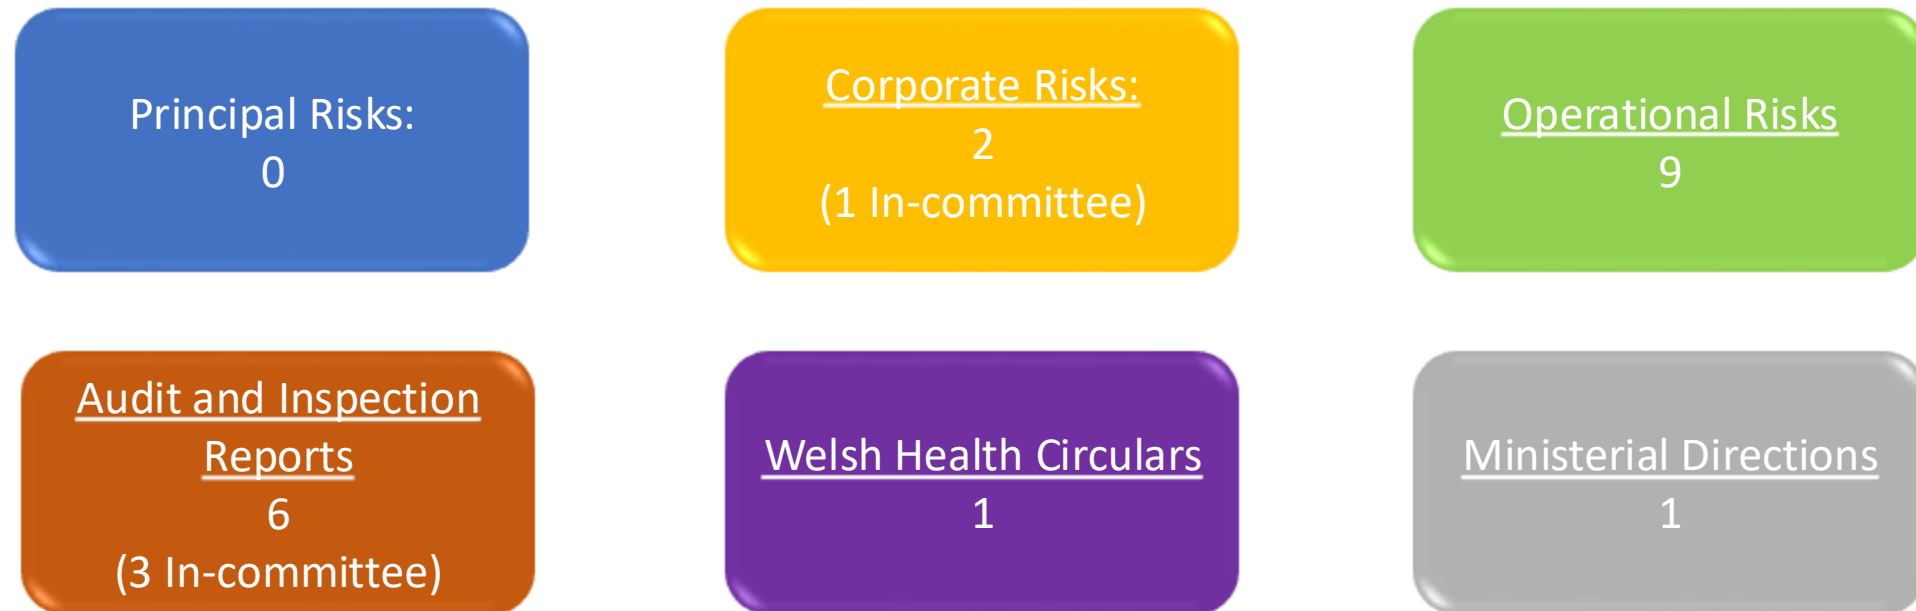 Principal Risks:
0
Corporate Risks:
2
(1 In-committee)
Operational Risks
9
Audit and Inspection
Reports
6
(3 In-committee)
Welsh Health Circulars
1
Ministerial Directions
1